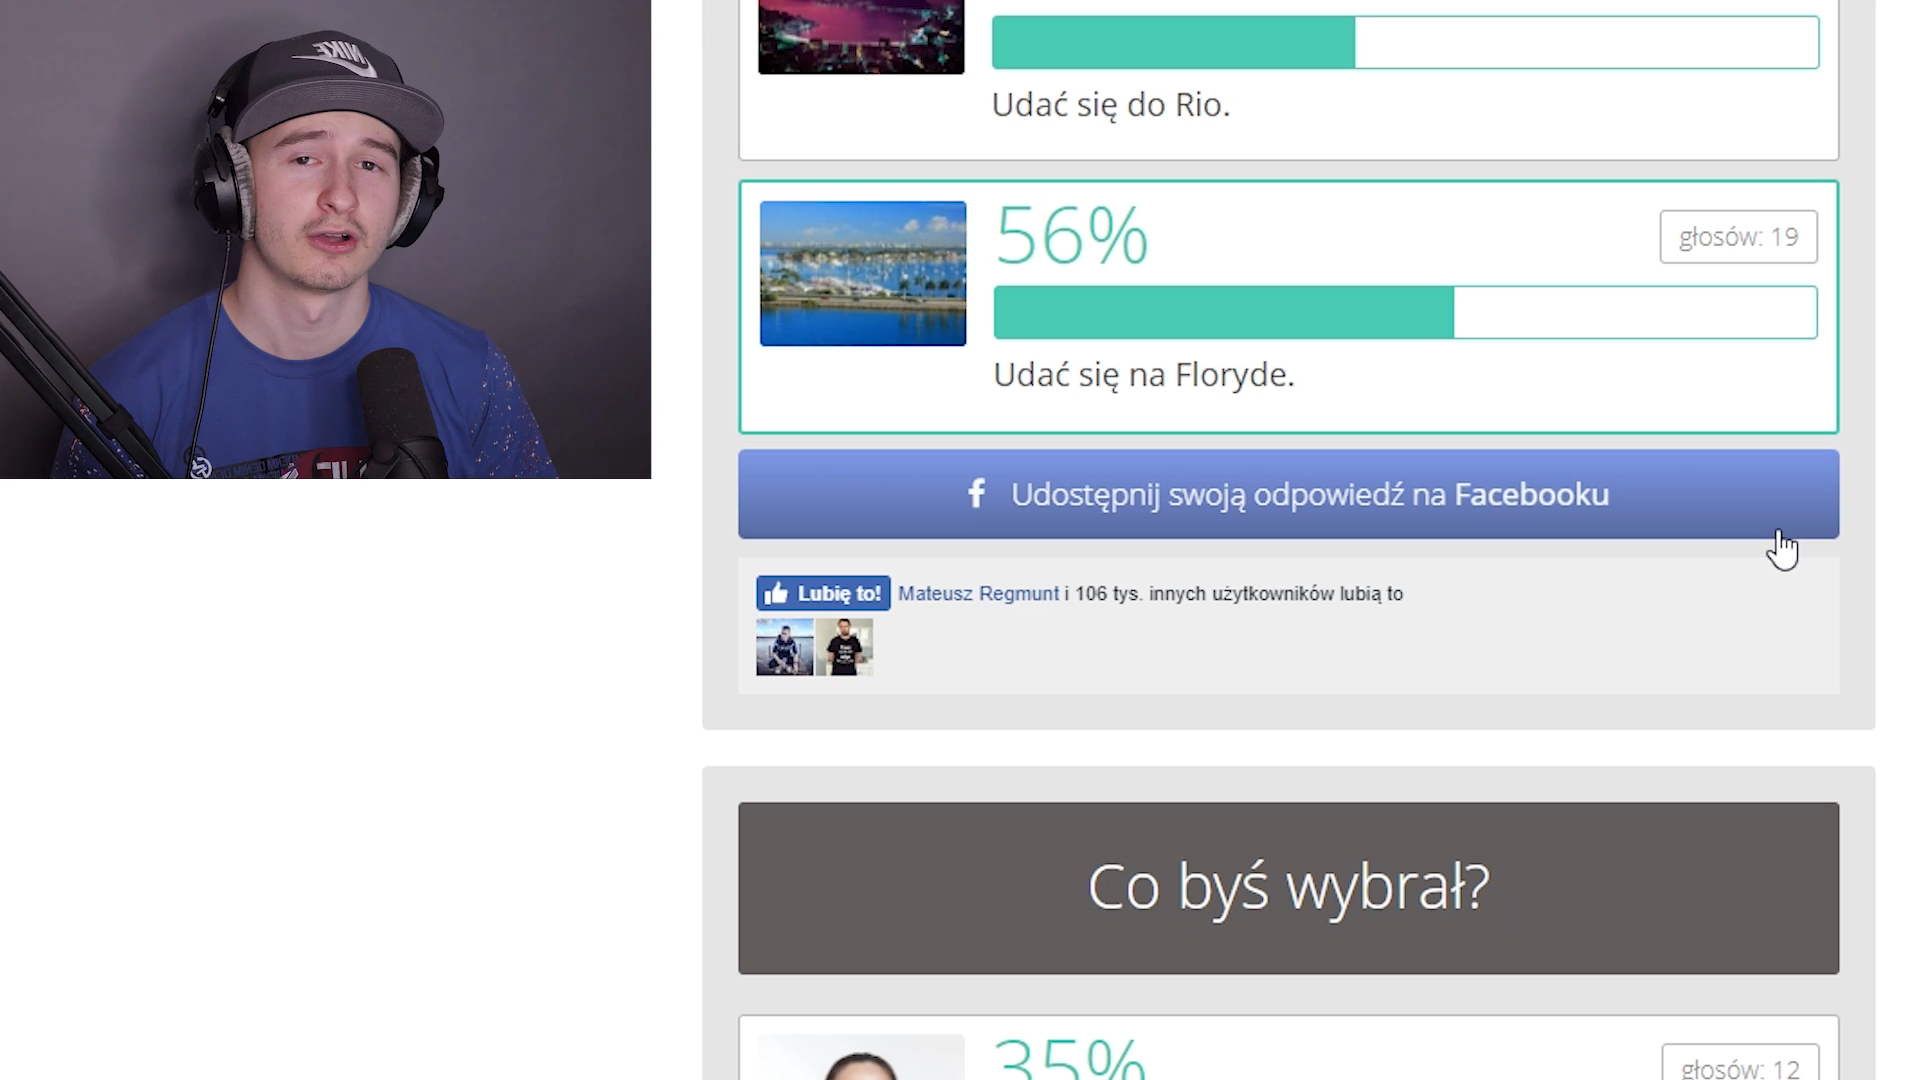 NIKE
Udać się do Rio.
56%
głosów: 19
Udać się na Floryde.
f Udostępnij swoją odpowiedź na Facebooku
Lubię to! Mateusz Regmunt i 106 tys. innych użytkowników lubią to
Co byś wybrał?
35%
głosów: 12